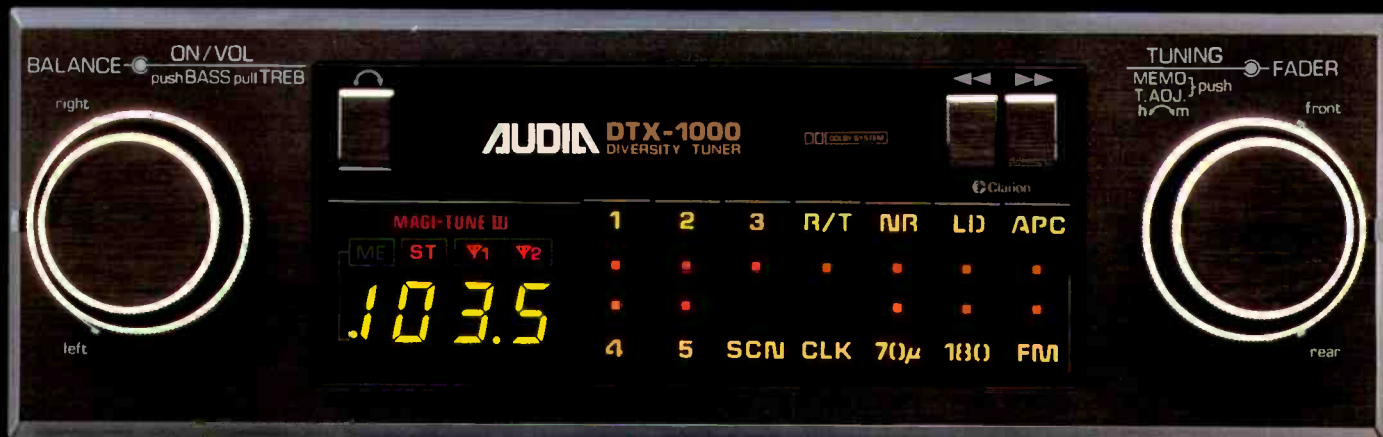 BALANCE ON/VOL
push BASS pull TREB
right
left
AUDIA DTX-1000
DIVERSITY TUNER
DOLBY SYSTEM
Clarion
MAGI-TUNE III
ME ST 1 2
103.5
1 2 3 R/T NR LD APC
4 5 SCN CLK 70μ 180 FM
TUNING FADER
MEMO
T.ADJ. push
h m
front
rear